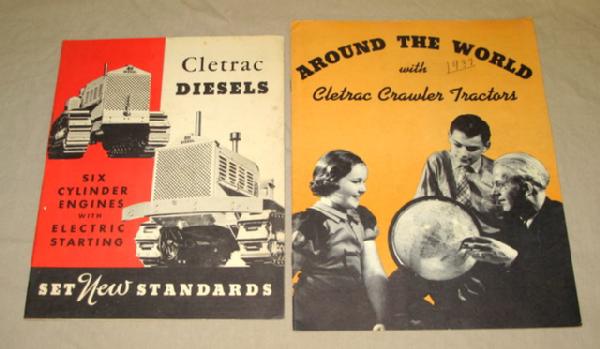 Cletrac
DIESELS
SIX
CYLINDER
ENGINES
WITH
ELECTRIC
STARTING
SET New STANDARDS
AROUND THE WORLD
with 1937
Cletrac Crawler Tractors